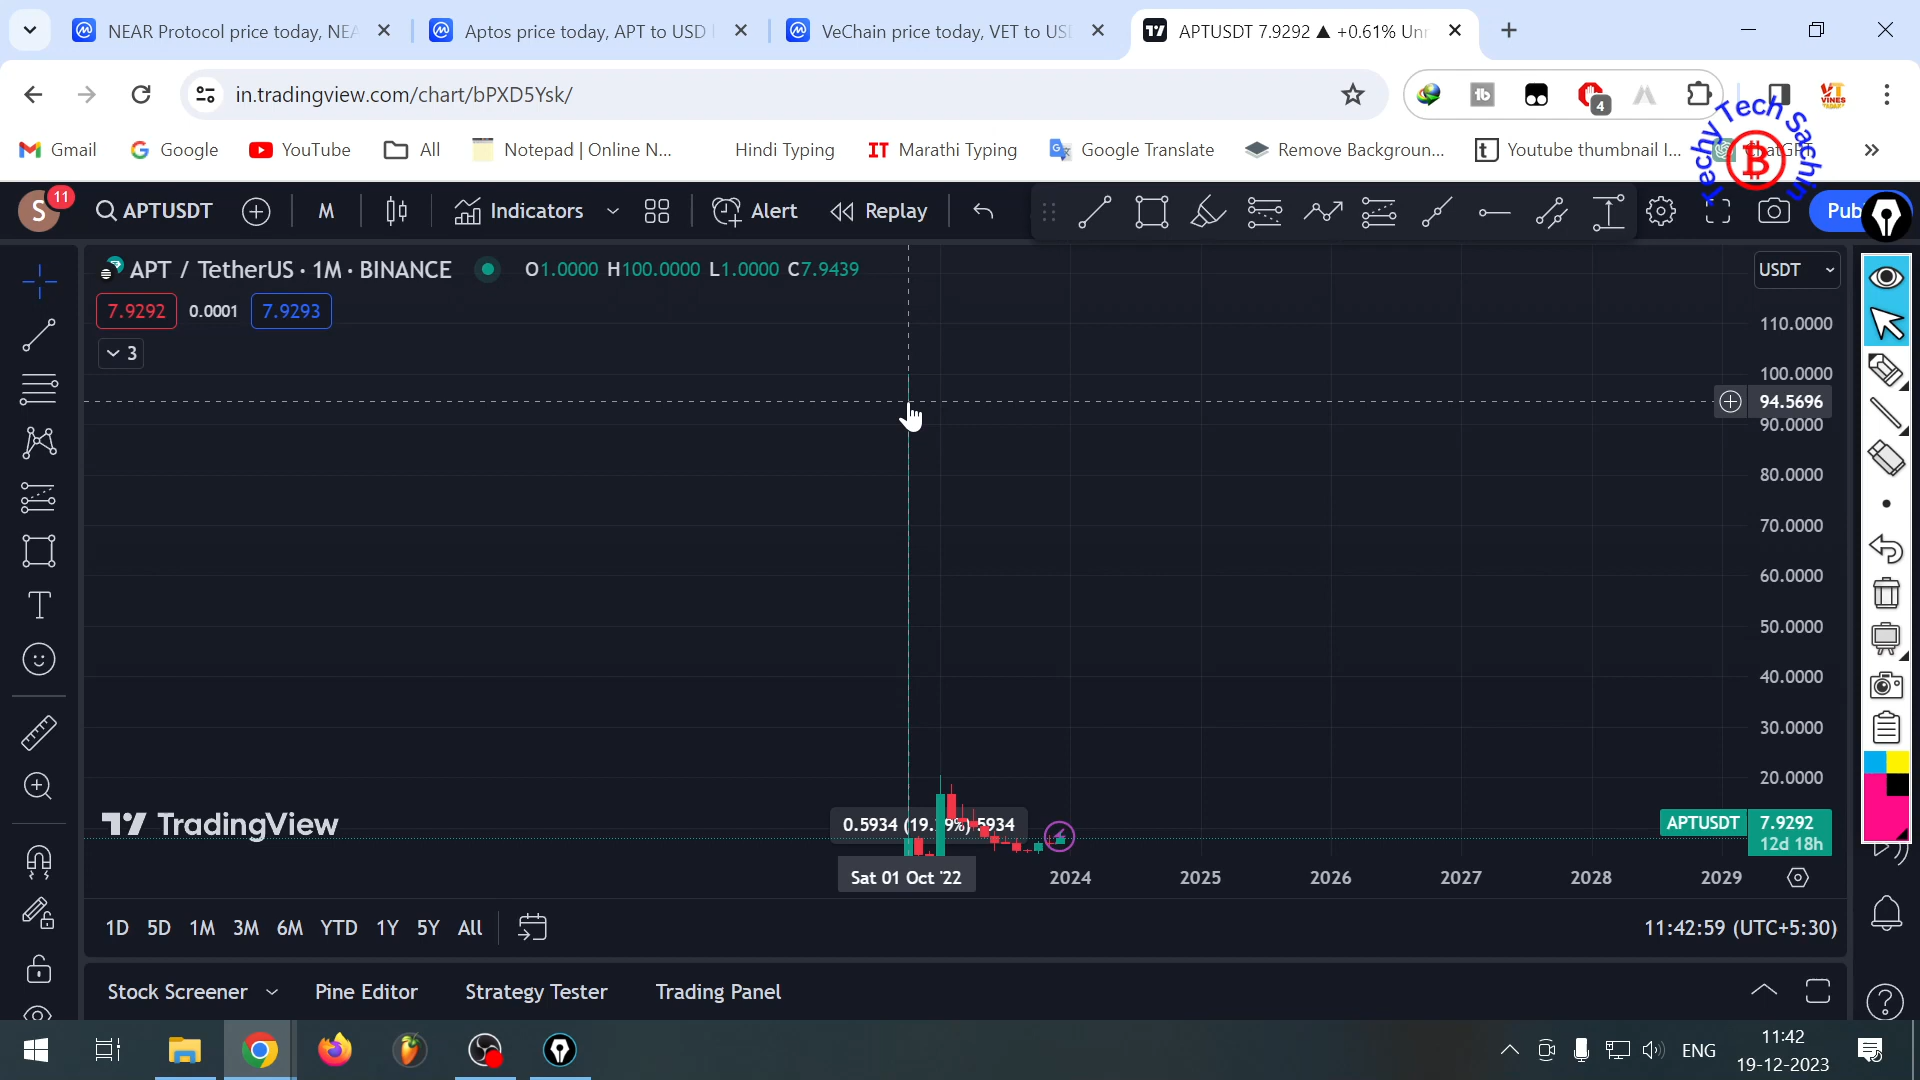 NEAR Protocol price today, NEA
Aptos price today, APT to USD
VeChain price today, VET to US
APTUSDT 7.9292 ▲ +0.61% Unn
in.tradingview.com/chart/bPXD5Ysk/
4
Gmail
Google
YouTube
All
Notepad | Online N...
Hindi Typing
IT Marathi Typing
Google Translate
Remove Backgroun...
Youtube thumbnail I...
Techy Tech Sachin
S
11
APTUSDT
M
Indicators
Alert
Replay
Pub
APT / TetherUS · 1M · BINANCE
O1.0000 H100.0000 L1.0000 C7.9439
USDT
7.9292
0.0001
7.9293
3
110.0000
100.0000
94.5696
90.0000
80.0000
70.0000
60.0000
50.0000
40.0000
30.0000
20.0000
TradingView
APTUSDT
7.9292
12d 18h
Sat 01 Oct '22
2024
2025
2026
2027
2028
2029
1D 5D 1M 3M 6M YTD 1Y 5Y All
11:42:59 (UTC+5:30)
Stock Screener
Pine Editor
Strategy Tester
Trading Panel
ENG
11:42
19-12-2023